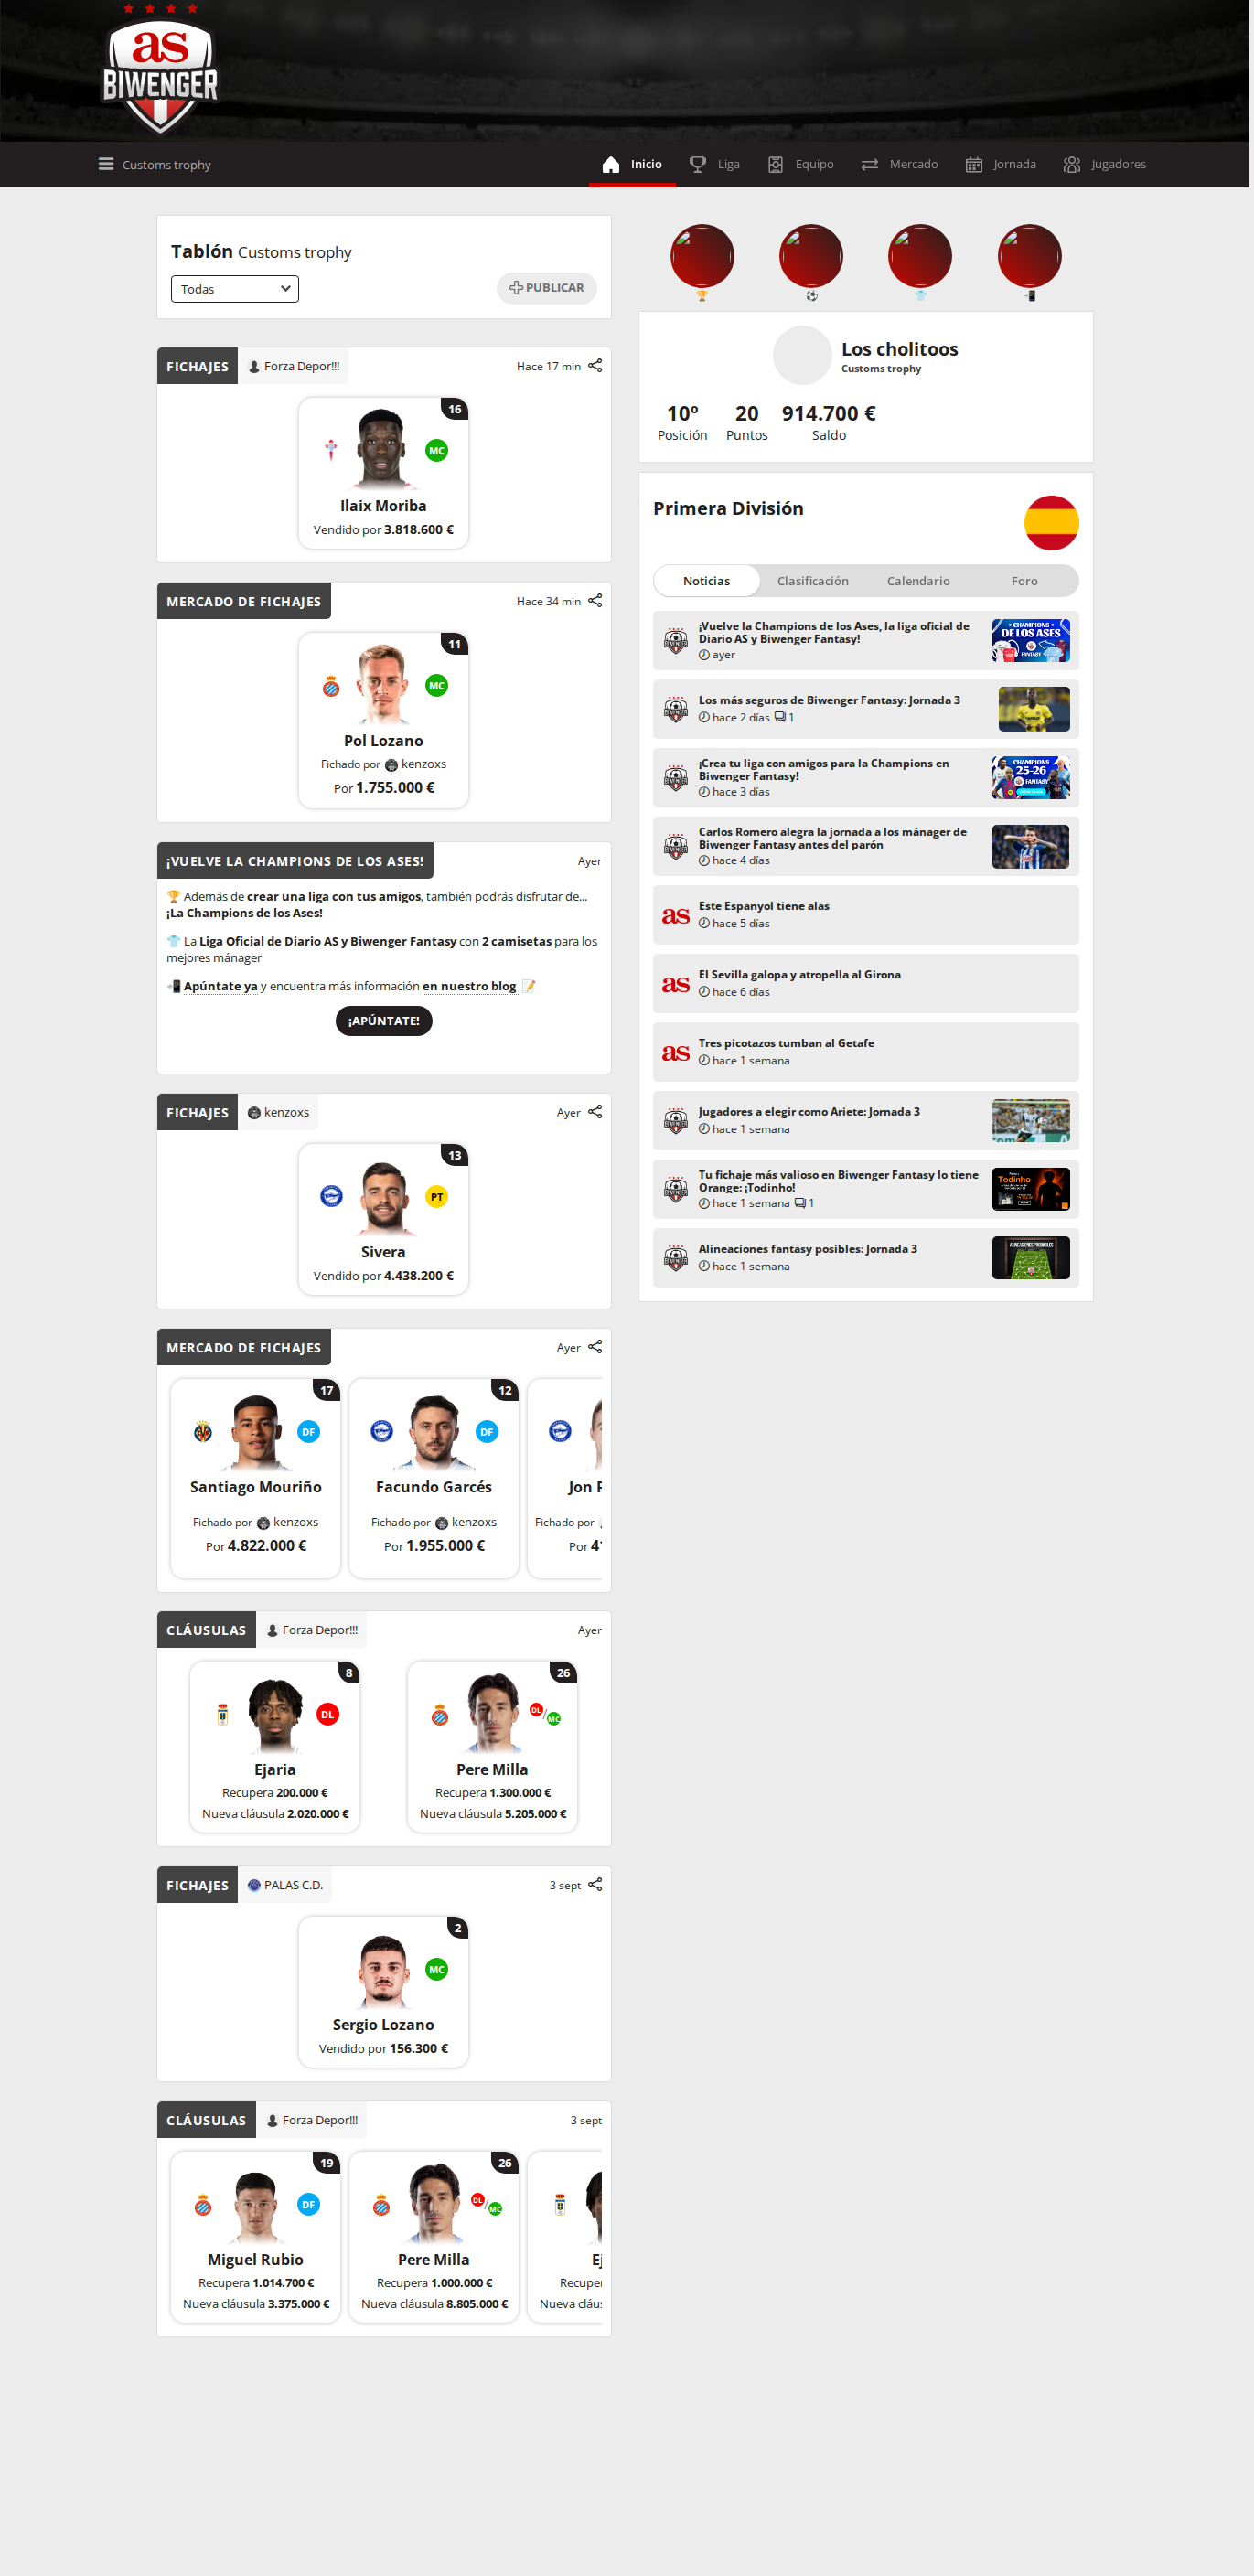 as
BIWENGER
Customs trophy
Inicio
Liga
Equipo
Mercado
Jornada
Jugadores
Tablón Customs trophy
Todas
PUBLICAR
FICHAJES
Forza Depor!!!
Hace 17 min
16
MC
Ilaix Moriba
Vendido por 3.818.600 €
MERCADO DE FICHAJES
Hace 34 min
11
MC
Pol Lozano
Fichado por kenzoxs
Por 1.755.000 €
¡VUELVE LA CHAMPIONS DE LOS ASES!
Ayer
🏆 Además de crear una liga con tus amigos, también podrás disfrutar de...
¡La Champions de los Ases!
👕 La Liga Oficial de Diario AS y Biwenger Fantasy con 2 camisetas para los
mejores mánager
📲 Apúntate ya y encuentra más información en nuestro blog 📝
¡APÚNTATE!
FICHAJES
kenzoxs
Ayer
13
PT
Sivera
Vendido por 4.438.200 €
MERCADO DE FICHAJES
Ayer
17
DF
Santiago Mouriño
Fichado por kenzoxs
Por 4.822.000 €
12
DF
Facundo Garcés
Fichado por kenzoxs
Por 1.955.000 €
Jon
Fichado por
Por
CLÁUSULAS
Forza Depor!!!
Ayer
8
DL
Ejaria
Recupera 200.000 €
Nueva cláusula 2.020.000 €
26
DL/MC
Pere Milla
Recupera 1.300.000 €
Nueva cláusula 5.205.000 €
FICHAJES
PALAS C.D.
3 sept
2
MC
Sergio Lozano
Vendido por 156.300 €
CLÁUSULAS
Forza Depor!!!
3 sept
19
DF
Miguel Rubio
Recupera 1.014.700 €
Nueva cláusula 3.375.000 €
26
DL/MC
Pere Milla
Recupera 1.000.000 €
Nueva cláusula 8.805.000 €
Nueva
🏆
⚽
👕
📲
Los cholitoos
Customs trophy
10º
Posición
20
Puntos
914.700 €
Saldo
Primera División
Noticias
Clasificación
Calendario
Foro
¡Vuelve la Champions de los Ases, la liga oficial de
Diario AS y Biwenger Fantasy!
ayer
CHAMPIONS
DE LOS ASES
FANTASY
Los más seguros de Biwenger Fantasy: Jornada 3
hace 2 días 1
¡Crea tu liga con amigos para la Champions en
Biwenger Fantasy!
hace 3 días
CHAMPIONS
25-26
FANTASY
Carlos Romero alegra la jornada a los mánager de
Biwenger Fantasy antes del parón
hace 4 días
as
Este Espanyol tiene alas
hace 5 días
as
El Sevilla galopa y atropella al Girona
hace 6 días
as
Tres picotazos tumban al Getafe
hace 1 semana
Jugadores a elegir como Ariete: Jornada 3
hace 1 semana
Tu fichaje más valioso en Biwenger Fantasy lo tiene
Orange: ¡Todinho!
hace 1 semana 1
Todinho
Alineaciones fantasy posibles: Jornada 3
hace 1 semana
ALINEACIONES PROBABLES